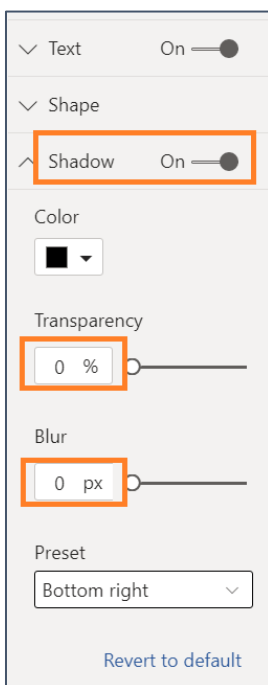 Text On
Shape
Shadow On
Color
Transparency
0 %
Blur
0 px
Preset
Bottom right
Revert to default